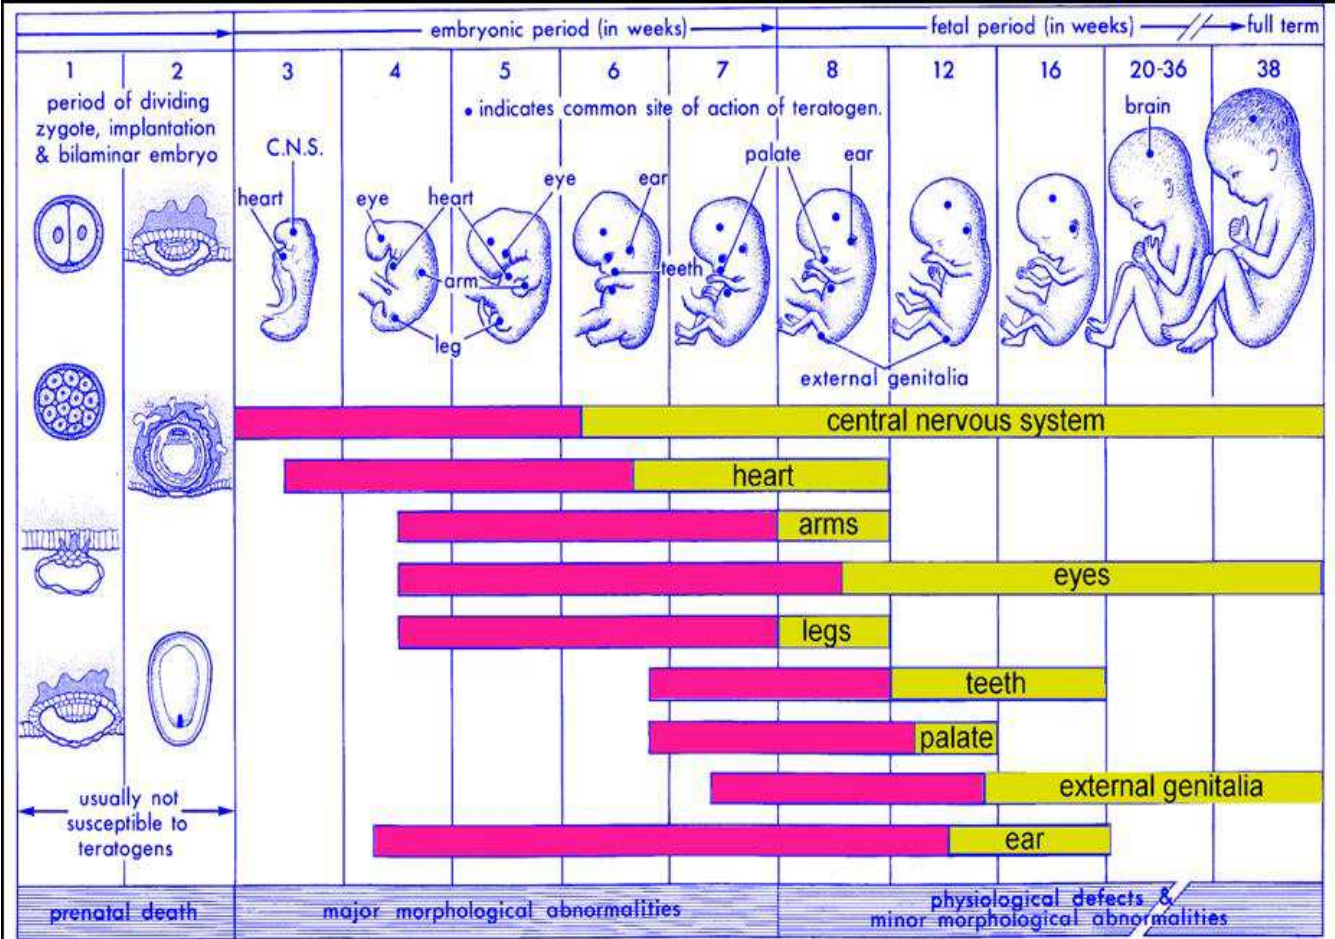 embryonic period (in weeks)
fetal period (in weeks)
full term
1
2
3
4
5
6
7
8
12
16
20-36
38
period of dividing
zygote, implantation
& bilaminar embryo
• indicates common site of action of teratogen.
brain
C.N.S.
palate
ear
heart
eye
heart
eye
ear
arm
teeth
leg
external genitalia
central nervous system
heart
arms
eyes
legs
teeth
palate
external genitalia
ear
usually not
susceptible to
teratogens
prenatal death
major morphological abnormalities
physiological defects &
minor morphological abnormalities